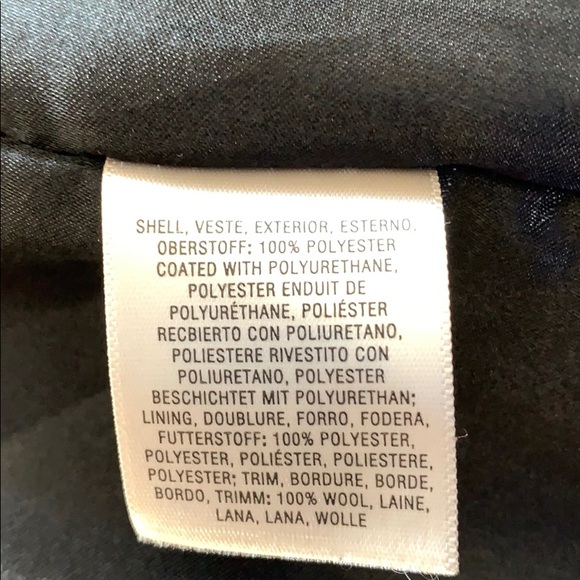 SHELL, VESTE, EXTERIOR, ESTERNO,
OBERSTOFF: 100% POLYESTER
COATED WITH POLYURETHANE,
POLYESTER ENDUIT DE
POLYURÉTHANE, POLIÉSTER
RECBIERTO CON POLIURETANO,
POLIESTERE RIVESTITO CON
POLIURETANO, POLYESTER
BESCHICHTET MIT POLYURETHAN;
LINING, DOUBLURE, FORRO, FODERA,
FUTTERSTOFF: 100% POLYESTER,
POLYESTER, POLIÉSTER, POLIESTERE,
POLYESTER; TRIM, BORDURE, BORDE,
BORDO, TRIMM: 100% WOOL, LAINE,
LANA, LANA, WOLLE